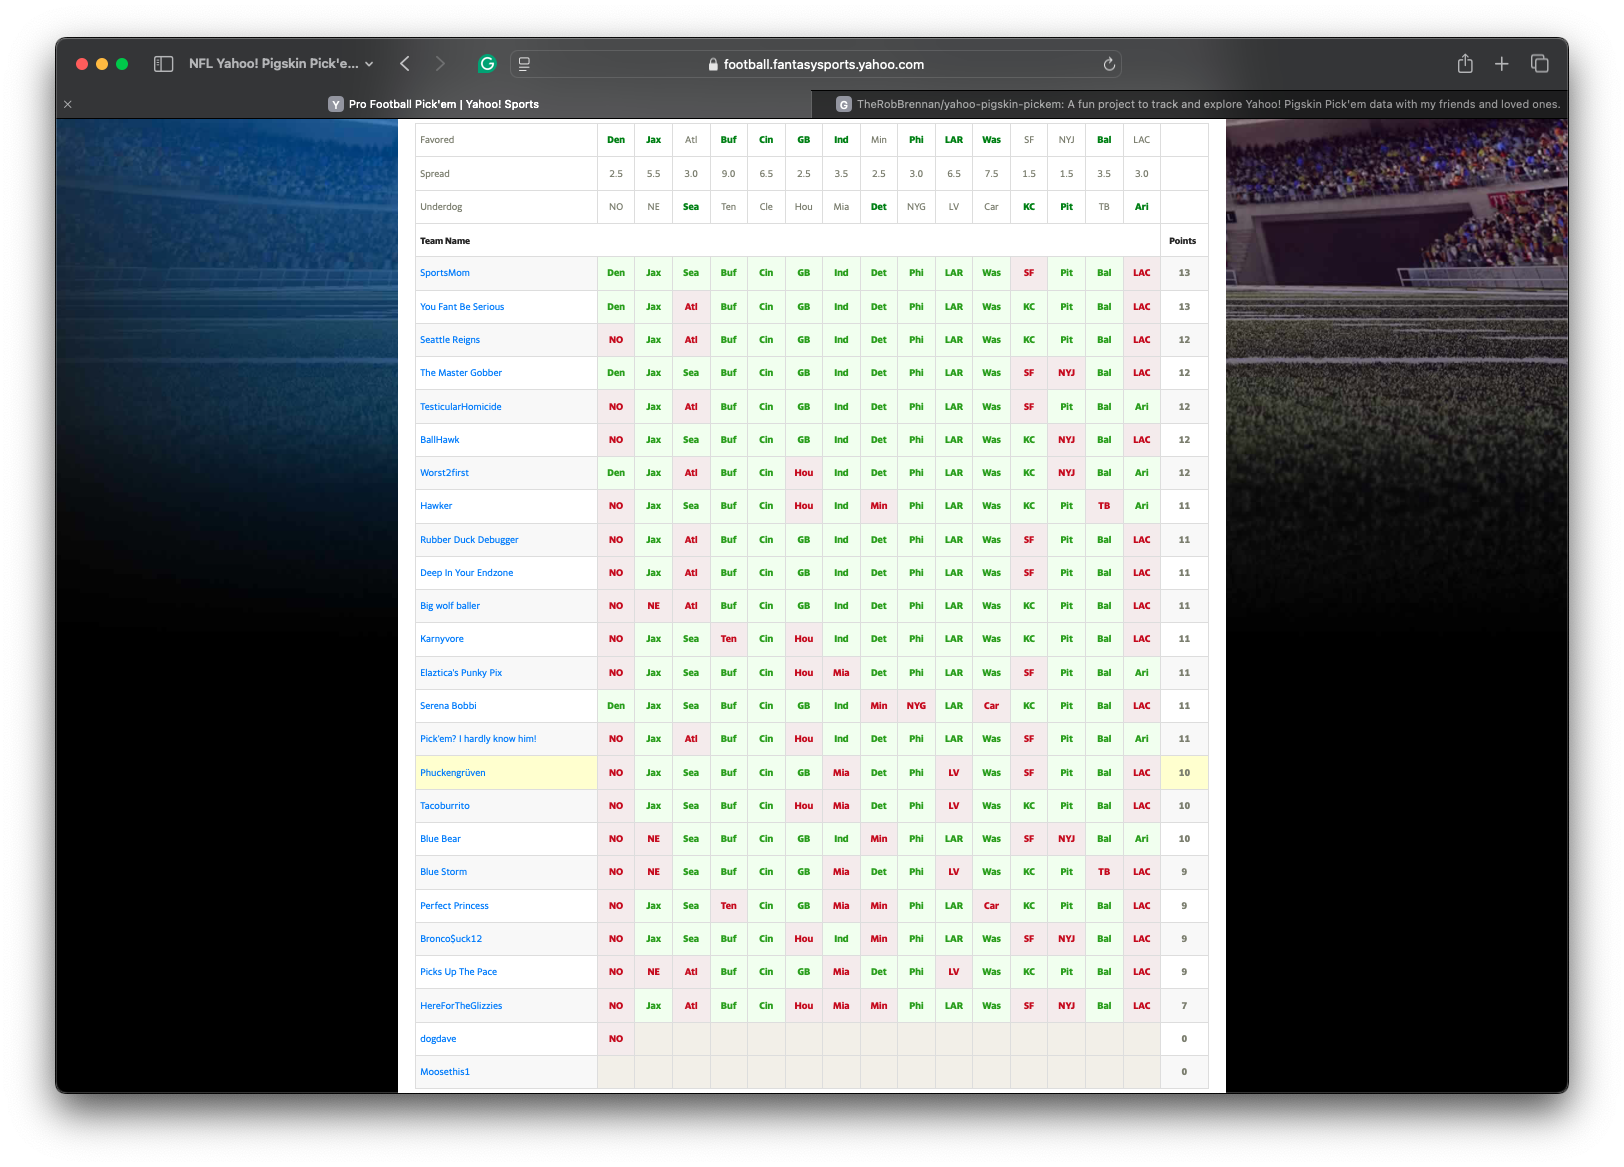 NFL Yahoo! Pigskin Pick'e...
football.fantasysports.yahoo.com
Y Pro Football Pick'em | Yahoo! Sports
G TheRobBrennan/yahoo-pigskin-pickem: A fun project to track and explore Yahoo! Pigskin Pick'em data with my friends and loved ones.
Favored Den Jax Atl Buf Cin GB Ind Min Phi LAR Was SF NYJ Bal LAC
Spread 2.5 5.5 3.0 9.0 6.5 2.5 3.5 2.5 3.0 6.5 7.5 1.5 1.5 3.5 3.0
Underdog NO NE Sea Ten Cle Hou Mia Det NYG LV Car KC Pit TB Ari
Team Name Points
SportsMom Den Jax Sea Buf Cin GB Ind Det Phi LAR Was SF Pit Bal LAC 13
You Fant Be Serious Den Jax Atl Buf Cin GB Ind Det Phi LAR Was KC Pit Bal LAC 13
Seattle Reigns NO Jax Atl Buf Cin GB Ind Det Phi LAR Was KC Pit Bal LAC 12
The Master Gobber Den Jax Sea Buf Cin GB Ind Det Phi LAR Was SF NYJ Bal LAC 12
TesticularHomicide NO Jax Atl Buf Cin GB Ind Det Phi LAR Was SF Pit Bal Ari 12
BallHawk NO Jax Sea Buf Cin GB Ind Det Phi LAR Was KC NYJ Bal LAC 12
Worst2first Den Jax Atl Buf Cin Hou Ind Det Phi LAR Was KC NYJ Bal Ari 12
Hawker NO Jax Sea Buf Cin Hou Ind Min Phi LAR Was KC Pit TB Ari 11
Rubber Duck Debugger NO Jax Atl Buf Cin GB Ind Det Phi LAR Was SF Pit Bal LAC 11
Deep In Your Endzone NO Jax Atl Buf Cin GB Ind Det Phi LAR Was SF Pit Bal LAC 11
Big wolf baller NO NE Atl Buf Cin GB Ind Det Phi LAR Was KC Pit Bal LAC 11
Karnyvore NO Jax Sea Ten Cin Hou Ind Det Phi LAR Was KC Pit Bal LAC 11
Elaztica's Punky Pix NO Jax Sea Buf Cin Hou Mia Det Phi LAR Was SF Pit Bal Ari 11
Serena Bobbi Den Jax Sea Buf Cin GB Ind Min NYG LAR Car KC Pit Bal LAC 11
Pick'em? I hardly know him! NO Jax Atl Buf Cin Hou Ind Det Phi LAR Was SF Pit Bal Ari 11
Phuckengrüven NO Jax Sea Buf Cin GB Mia Det Phi LV Was SF Pit Bal LAC 10
Tacoburrito NO Jax Sea Buf Cin Hou Mia Det Phi LV Was KC Pit Bal LAC 10
Blue Bear NO NE Sea Buf Cin GB Ind Min Phi LAR Was SF NYJ Bal Ari 10
Blue Storm NO NE Sea Buf Cin GB Mia Det Phi LV Was KC Pit TB LAC 9
Perfect Princess NO Jax Sea Ten Cin GB Mia Min Phi LAR Car KC Pit Bal LAC 9
Bronco$uck12 NO Jax Sea Buf Cin Hou Ind Min Phi LAR Was SF NYJ Bal LAC 9
Picks Up The Pace NO NE Atl Buf Cin GB Mia Det Phi LV Was KC Pit Bal LAC 9
HereForTheGlizzies NO Jax Atl Buf Cin Hou Mia Min Phi LAR Was SF NYJ Bal LAC 7
dogdave NO 0
Moosethis1 0